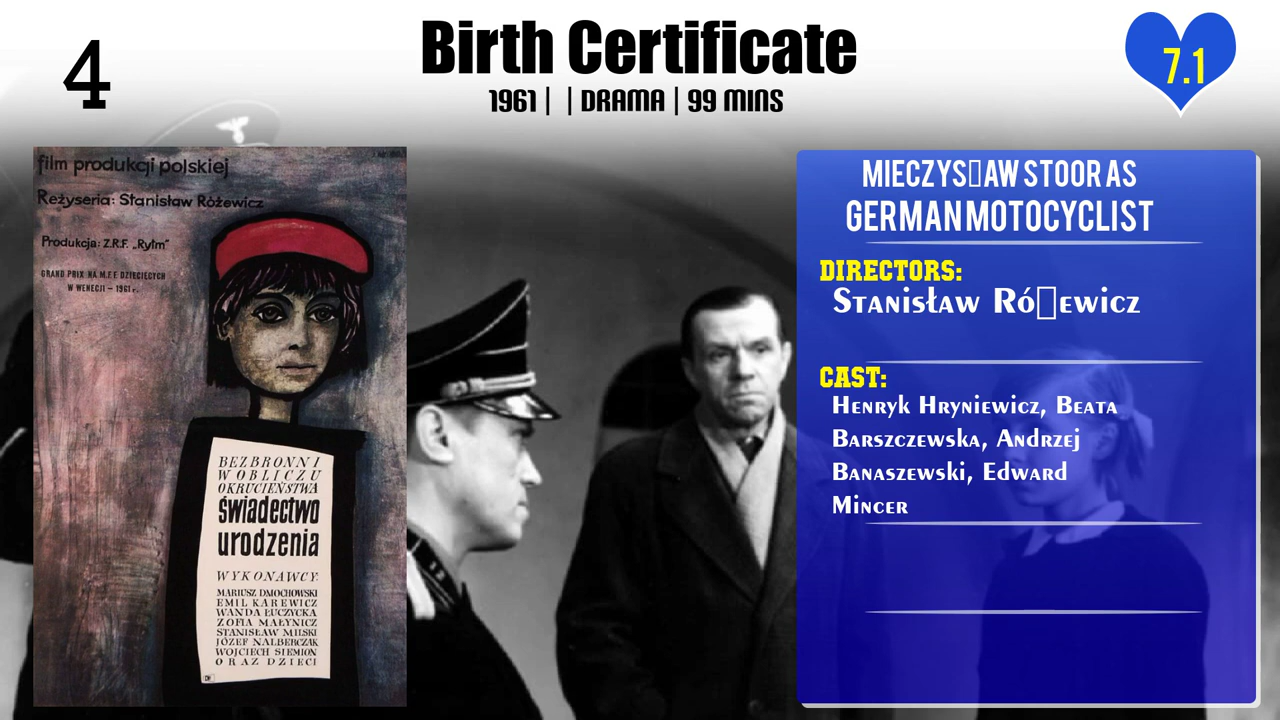 4
Birth Certificate
1961 | | DRAMA | 99 MINS
7.1
film produkcji polskiej
Reżyseria: Stanisław Różewicz
Produkcja: Z.R.F. „Rytm”
GRAND PRIX NA M.F.F. DZIECIĘCYCH
W WENECJI – 1961 r.
BEZBRONNI
W OBLICZU
OKRUCIEŃSTWA
świadectwo
urodzenia
WYKONAWCY:
MARIUSZ DMOCHOWSKI
EMIL KAREWICZ
WANDA ŁUCZYCKA
ZOFIA MAŁYNICZ
STANISŁAW MILSKI
JÓZEF NALBERCZAK
WOJCIECH SIEMION
ORAZ DZIECI
MIECZYS▯AW STOOR AS
GERMAN MOTOCYCLIST
DIRECTORS:
Stanisław Ró▯ewicz
CAST:
Henryk Hryniewicz, Beata
Barszczewska, Andrzej
Banaszewski, Edward
Mincer